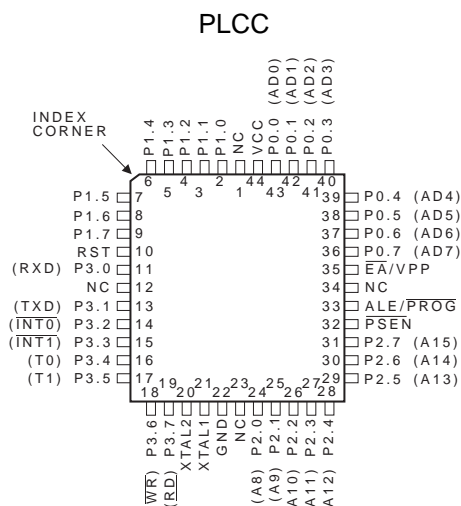 PLCC
INDEX
CORNER
P1.4
P1.3
P1.2
P1.1
P1.0
NC
VCC
P0.0 (AD0)
P0.1 (AD1)
P0.2 (AD2)
P0.3 (AD3)
6
5
4
3
2
1
44
43
42
41
40
P1.5 7
P1.6 8
P1.7 9
RST 10
(RXD) P3.0 11
NC 12
(TXD) P3.1 13
(INT0) P3.2 14
(INT1) P3.3 15
(T0) P3.4 16
(T1) P3.5 17
39 P0.4 (AD4)
38 P0.5 (AD5)
37 P0.6 (AD6)
36 P0.7 (AD7)
35 EA/VPP
34 NC
33 ALE/PROG
32 PSEN
31 P2.7 (A15)
30 P2.6 (A14)
29 P2.5 (A13)
18
19
20
21
22
23
24
25
26
27
28
(WR) P3.6
(RD) P3.7
XTAL2
XTAL1
GND
NC
(A8) P2.0
(A9) P2.1
A10) P2.2
A11) P2.3
A12) P2.4